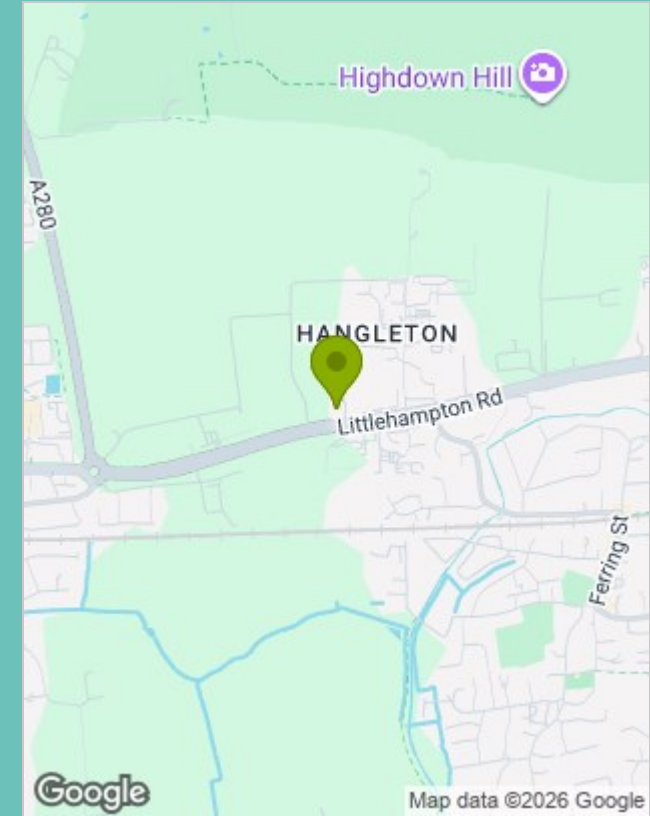 Highdown Hill
A280
HANGLETON
Littlehampton Rd
Ferring St
Google
Map data ©2026 Google